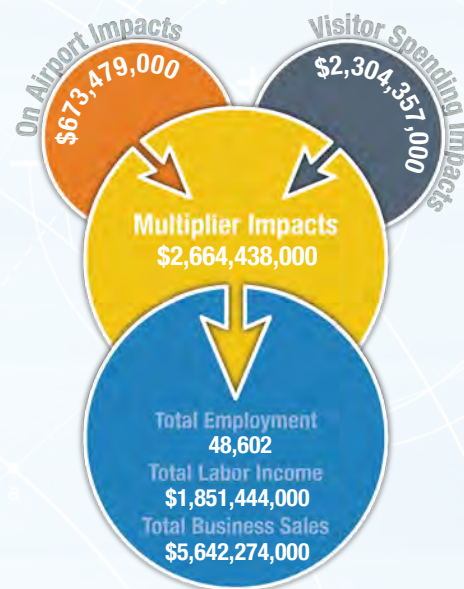 On Airport Impacts
$673,479,000
Visitor Spending Impacts
$2,304,357,000
Multiplier Impacts
$2,664,438,000
Total Employment
48,602
Total Labor Income
$1,851,444,000
Total Business Sales
$5,642,274,000